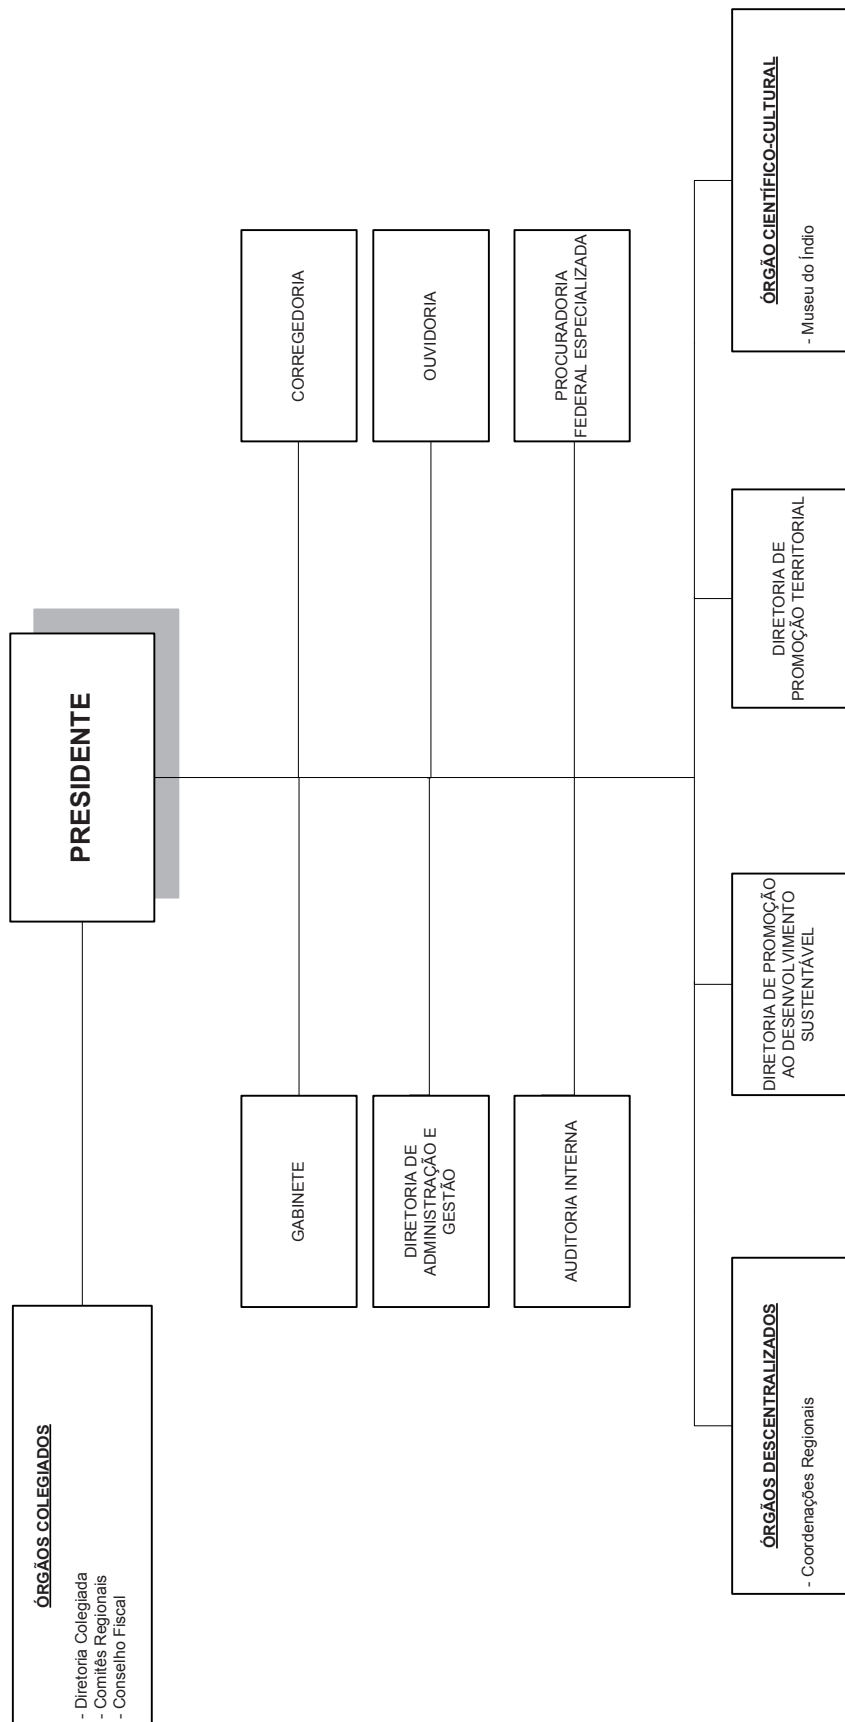 ÓRGÃOS COLEGIADOS
- Diretoria Colegiada
- Comitês Regionais
- Conselho Fiscal
PRESIDENTE
GABINETE
CORREGEDORIA
DIRETORIA DE
ADMINISTRAÇÃO E
GESTÃO
OUVIDORIA
AUDITORIA INTERNA
PROCURADORIA
FEDERAL ESPECIALIZADA
ÓRGÃOS DESCENTRALIZADOS
- Coordenações Regionais
DIRETORIA DE PROMOÇÃO
AO DESENVOLVIMENTO
SUSTENTÁVEL
DIRETORIA DE
PROMOÇÃO TERRITORIAL
ÓRGÃO CIENTÍFICO-CULTURAL
- Museu do Índio